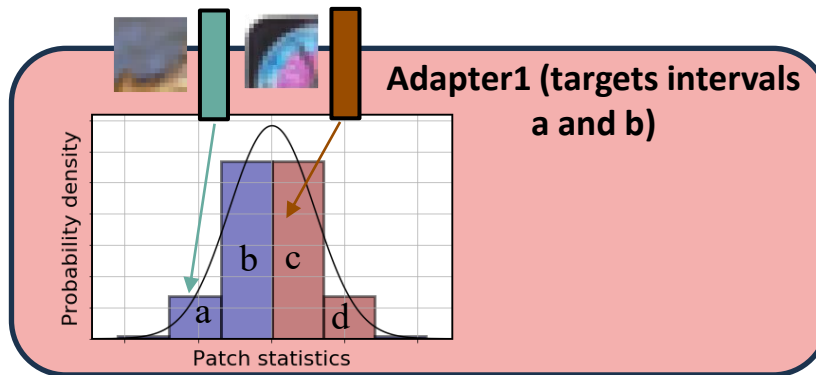 Adapter1 (targets intervals
a and b)
Probability density
a
b
c
d
Patch statistics